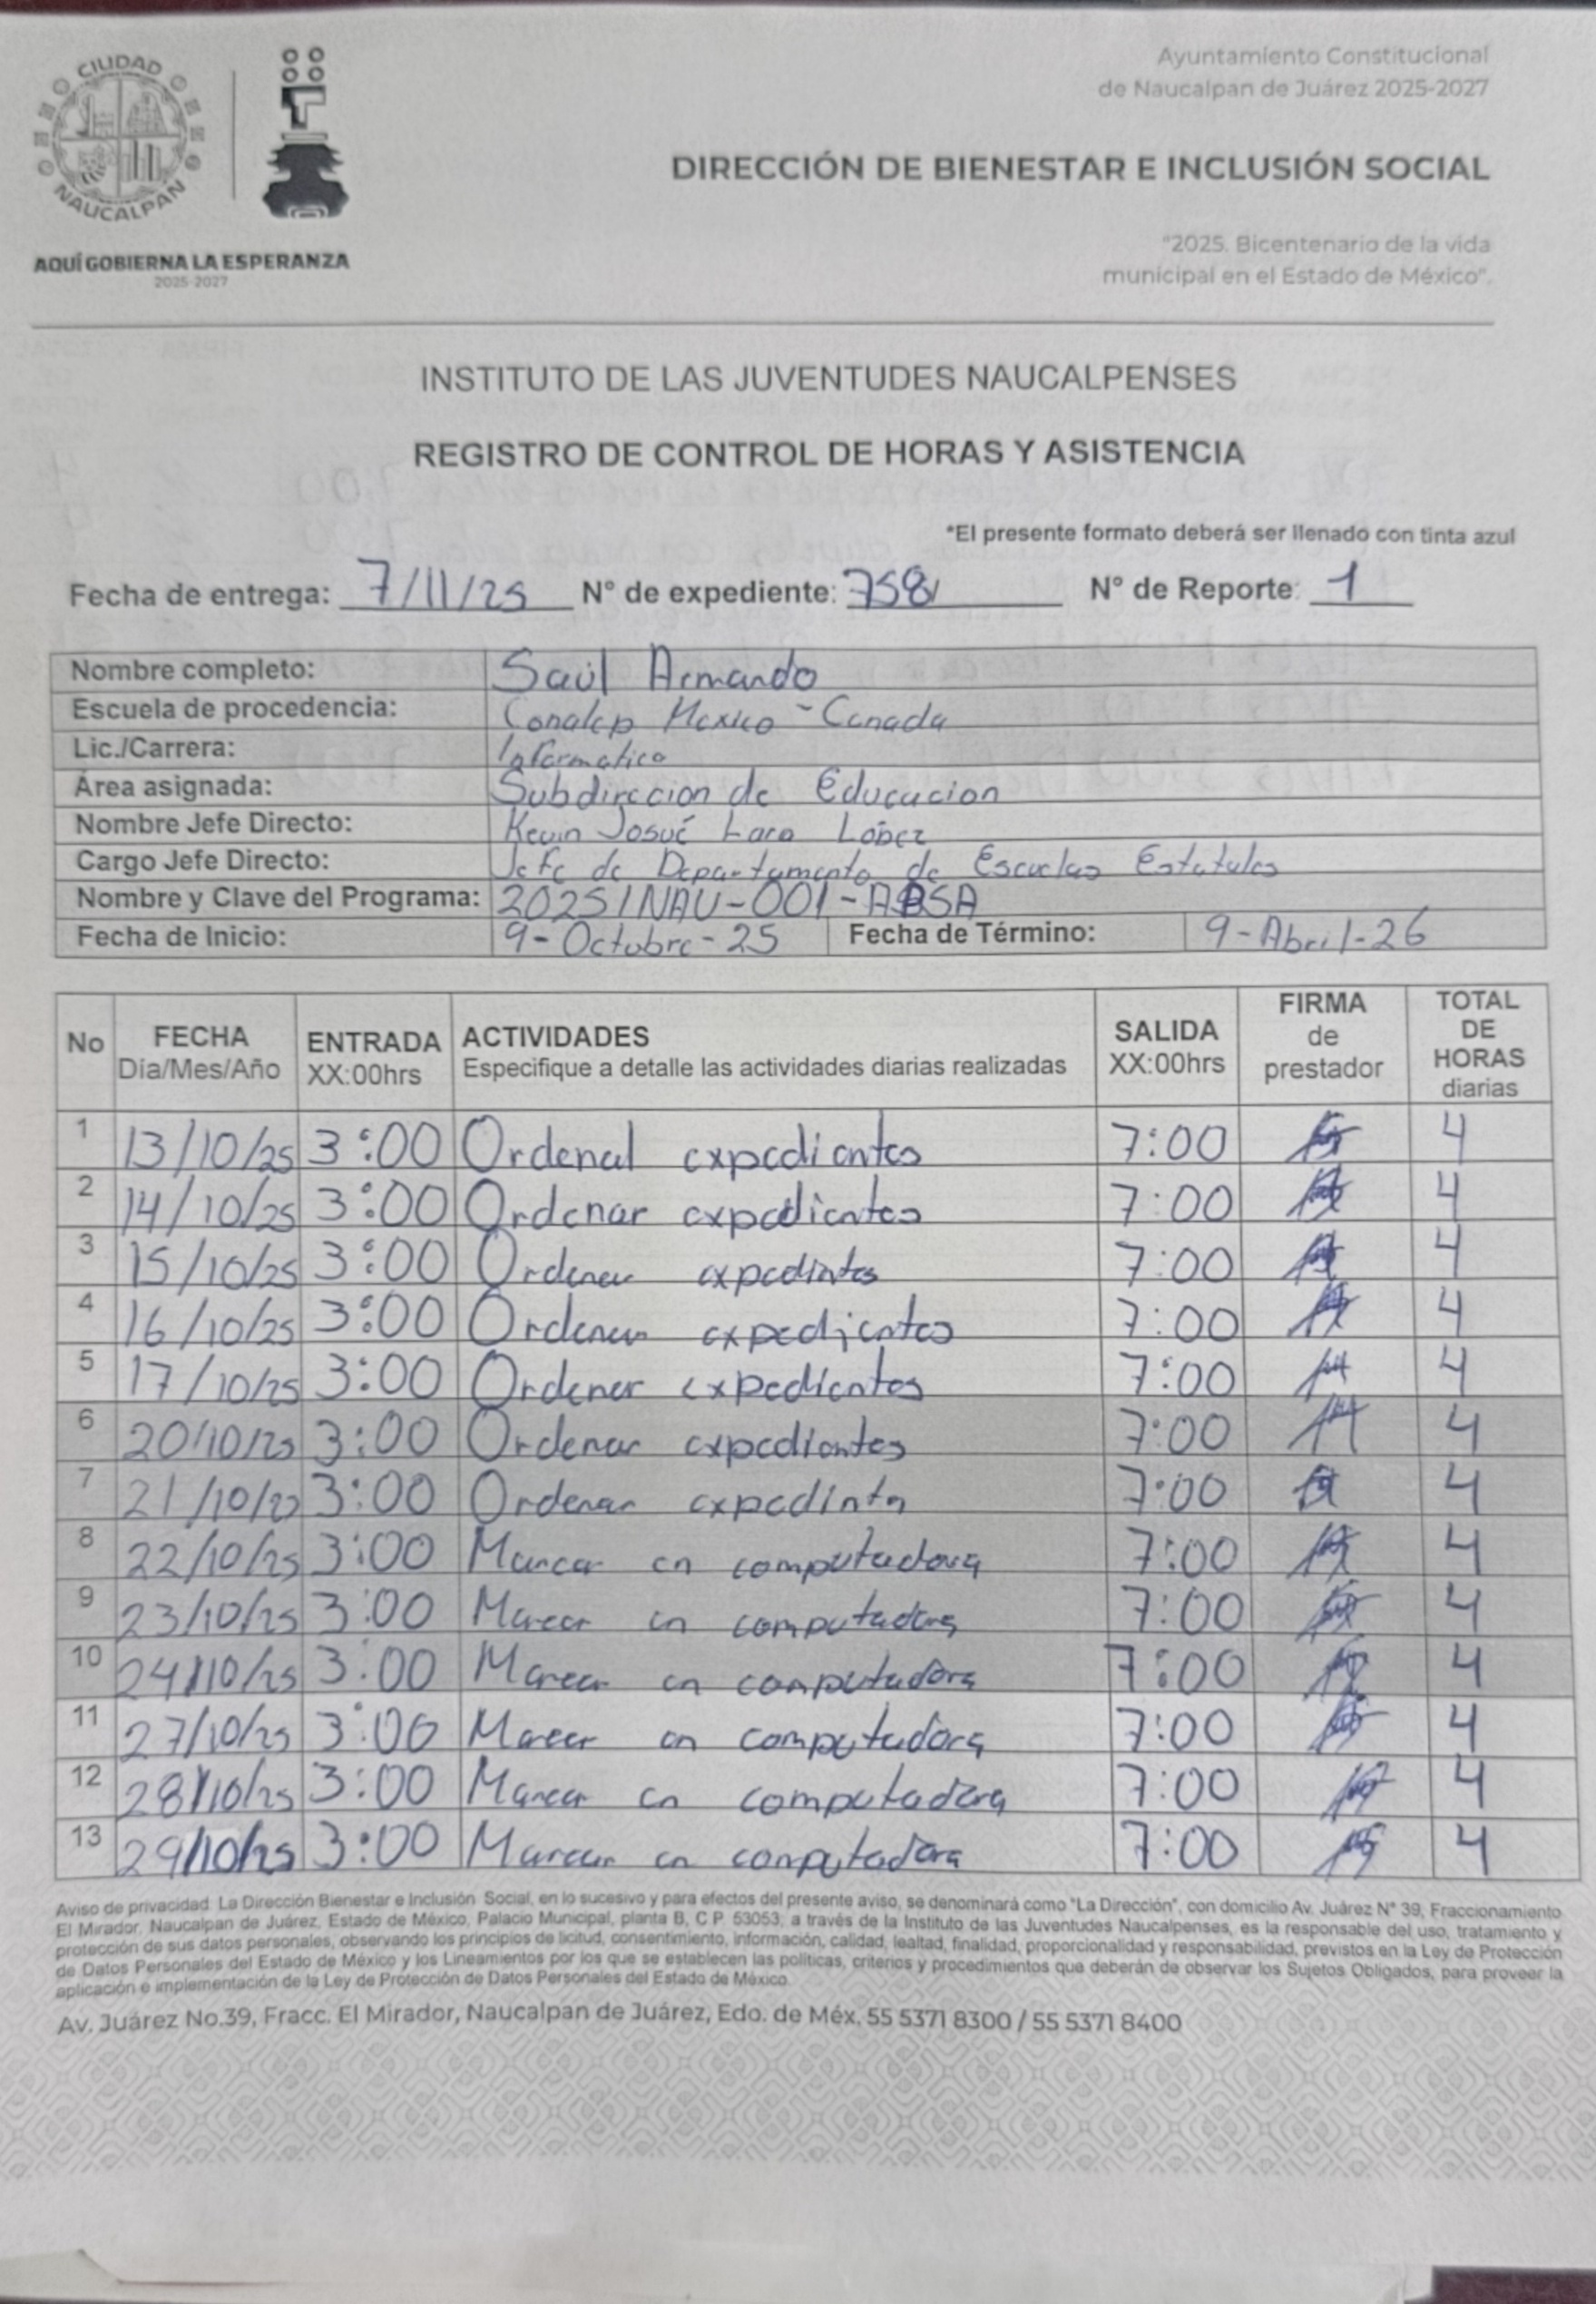 CIUDAD
NAUCALPAN
AQUÍ GOBIERNA LA ESPERANZA
2025-2027
Ayuntamiento Constitucional
de Naucalpan de Juárez 2025-2027
DIRECCIÓN DE BIENESTAR E INCLUSIÓN SOCIAL
"2025. Bicentenario de la vida
municipal en el Estado de México".
INSTITUTO DE LAS JUVENTUDES NAUCALPENSES
REGISTRO DE CONTROL DE HORAS Y ASISTENCIA
*El presente formato deberá ser llenado con tinta azul
Fecha de entrega: 7/11/25 N° de expediente: 758 N° de Reporte: 1
Nombre completo: Saúl Armando
Escuela de procedencia: Conalep Mexico - Canada
Lic./Carrera: Informatica
Área asignada: Subdireccion de Educacion
Nombre Jefe Directo: Kevin Josué Lara López
Cargo Jefe Directo: Jefe de Departamento de Escuelas Estatales
Nombre y Clave del Programa: 2025/NAU-001-ABSA
Fecha de Inicio: 9-Octubre-25 Fecha de Término: 9-Abril-26
No FECHA Día/Mes/Año ENTRADA XX:00hrs ACTIVIDADES Especifique a detalle las actividades diarias realizadas SALIDA XX:00hrs FIRMA de prestador TOTAL DE HORAS diarias
1 13/10/25 3:00 Ordenal expedientes 7:00 4
2 14/10/25 3:00 Ordenar expedientes 7:00 4
3 15/10/25 3:00 Ordenar expedintes 7:00 4
4 16/10/25 3:00 Ordenar expedientes 7:00 4
5 17/10/25 3:00 Ordener expedientes 7:00 4
6 20/10/25 3:00 Ordenar expedientes 7:00 4
7 21/10/25 3:00 Ordenar expedinta 7:00 4
8 22/10/25 3:00 Marcar en computadora 7:00 4
9 23/10/25 3:00 Marcar en computadora 7:00 4
10 24/10/25 3:00 Marcar en computadora 7:00 4
11 27/10/25 3:00 Marcar en computadora 7:00 4
12 28/10/25 3:00 Marcar en computadora 7:00 4
13 29/10/25 3:00 Marcar en computadora 7:00 4
Aviso de privacidad: La Dirección Bienestar e Inclusión Social, en lo sucesivo y para efectos del presente aviso, se denominará como "La Dirección", con domicilio Av. Juárez N° 39, Fraccionamiento
El Mirador, Naucalpan de Juárez, Estado de México, Palacio Municipal, planta B, C.P. 53053; a través de la Instituto de las Juventudes Naucalpenses, es la responsable del uso, tratamiento y
protección de sus datos personales, observando los principios de licitud, consentimiento, información, calidad, lealtad, finalidad, proporcionalidad y responsabilidad, previstos en la Ley de Protección
de Datos Personales del Estado de México y los Lineamientos por los que se establecen las políticas, criterios y procedimientos que deberán de observar los Sujetos Obligados, para proveer la
aplicación e implementación de la Ley de Protección de Datos Personales del Estado de México.
Av. Juárez No.39, Fracc. El Mirador, Naucalpan de Juárez, Edo. de Méx. 55 5371 8300 / 55 5371 8400